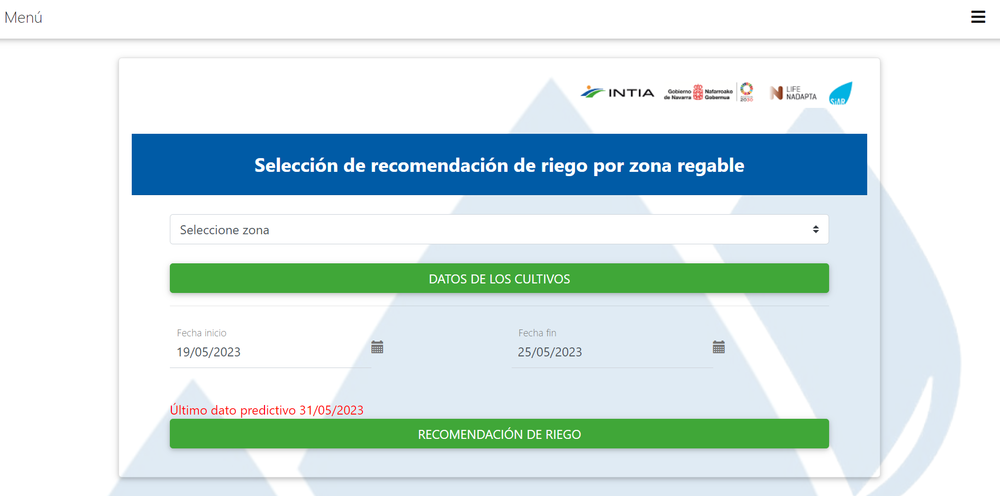 Menú
INTIA
Gobierno de Navarra
Nafarroako Gobernua
2030
LIFE
NADAPTA
SiAR
Selección de recomendación de riego por zona regable
Seleccione zona
DATOS DE LOS CULTIVOS
Fecha inicio
19/05/2023
Fecha fin
25/05/2023
Último dato predictivo 31/05/2023
RECOMENDACIÓN DE RIEGO